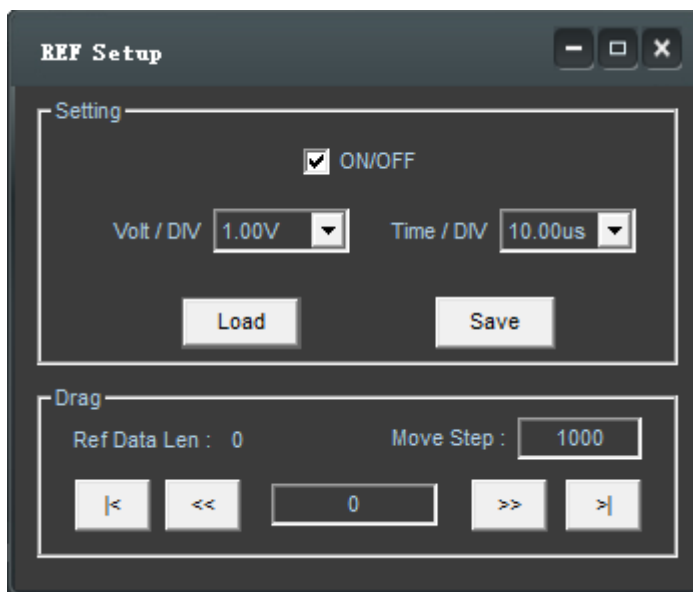 REF Setup
Setting
ON/OFF
Volt / DIV 1.00V Time / DIV 10.00us
Load Save
Drag
Ref Data Len : 0 Move Step : 1000
|< << 0 >> >|